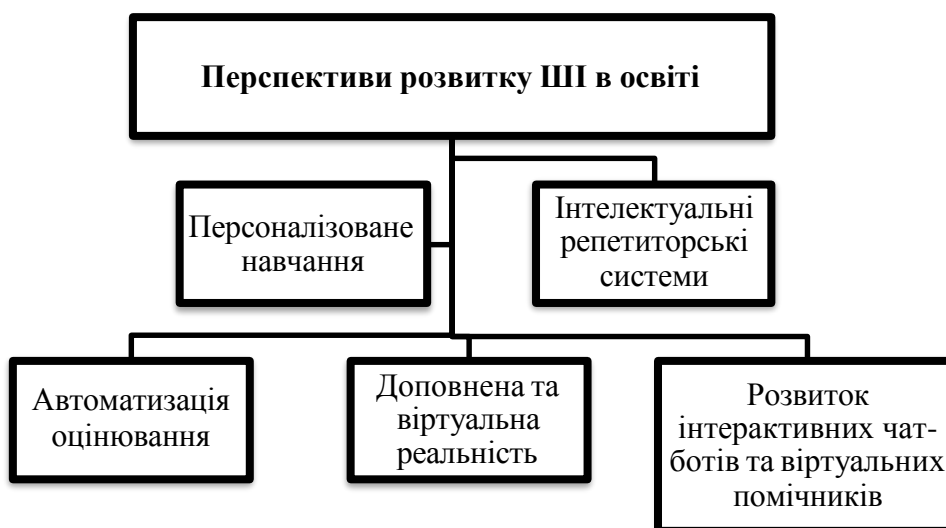 Перспективи розвитку ШІ в освіті
Персоналізоване
навчання
Інтелектуальні
репетиторські
системи
Автоматизація
оцінювання
Доповнена та
віртуальна
реальність
Розвиток
інтерактивних чат-
ботів та віртуальних
помічників